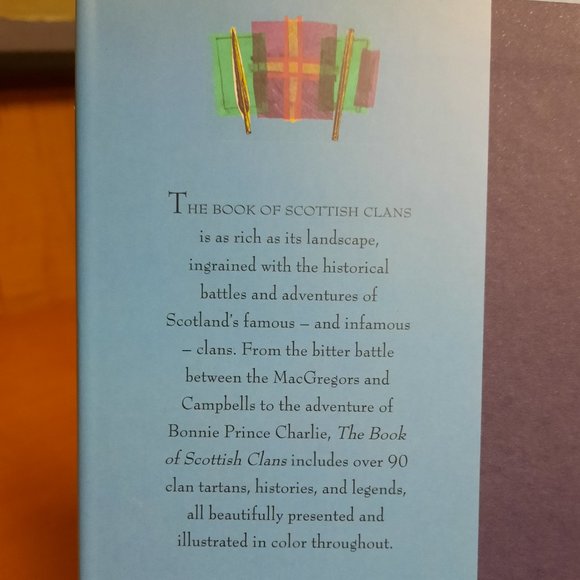 THE BOOK OF SCOTTISH CLANS
is as rich as its landscape,
ingrained with the historical
battles and adventures of
Scotland's famous – and infamous
– clans. From the bitter battle
between the MacGregors and
Campbells to the adventure of
Bonnie Prince Charlie, The Book
of Scottish Clans includes over 90
clan tartans, histories, and legends,
all beautifully presented and
illustrated in color throughout.